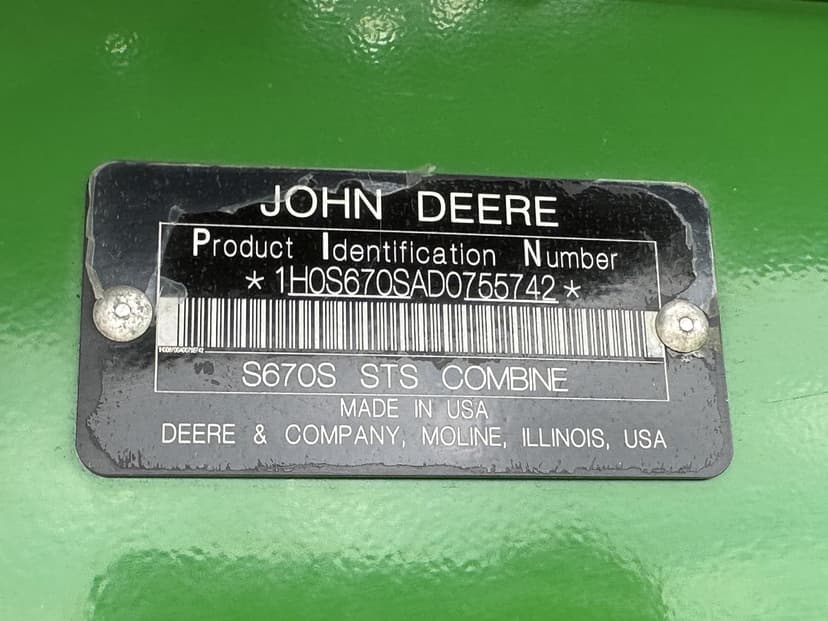 JOHN DEERE
Product Identification Number
*1H0S670SAD0755742*
S670S STS COMBINE
MADE IN USA
DEERE & COMPANY, MOLINE, ILLINOIS, USA